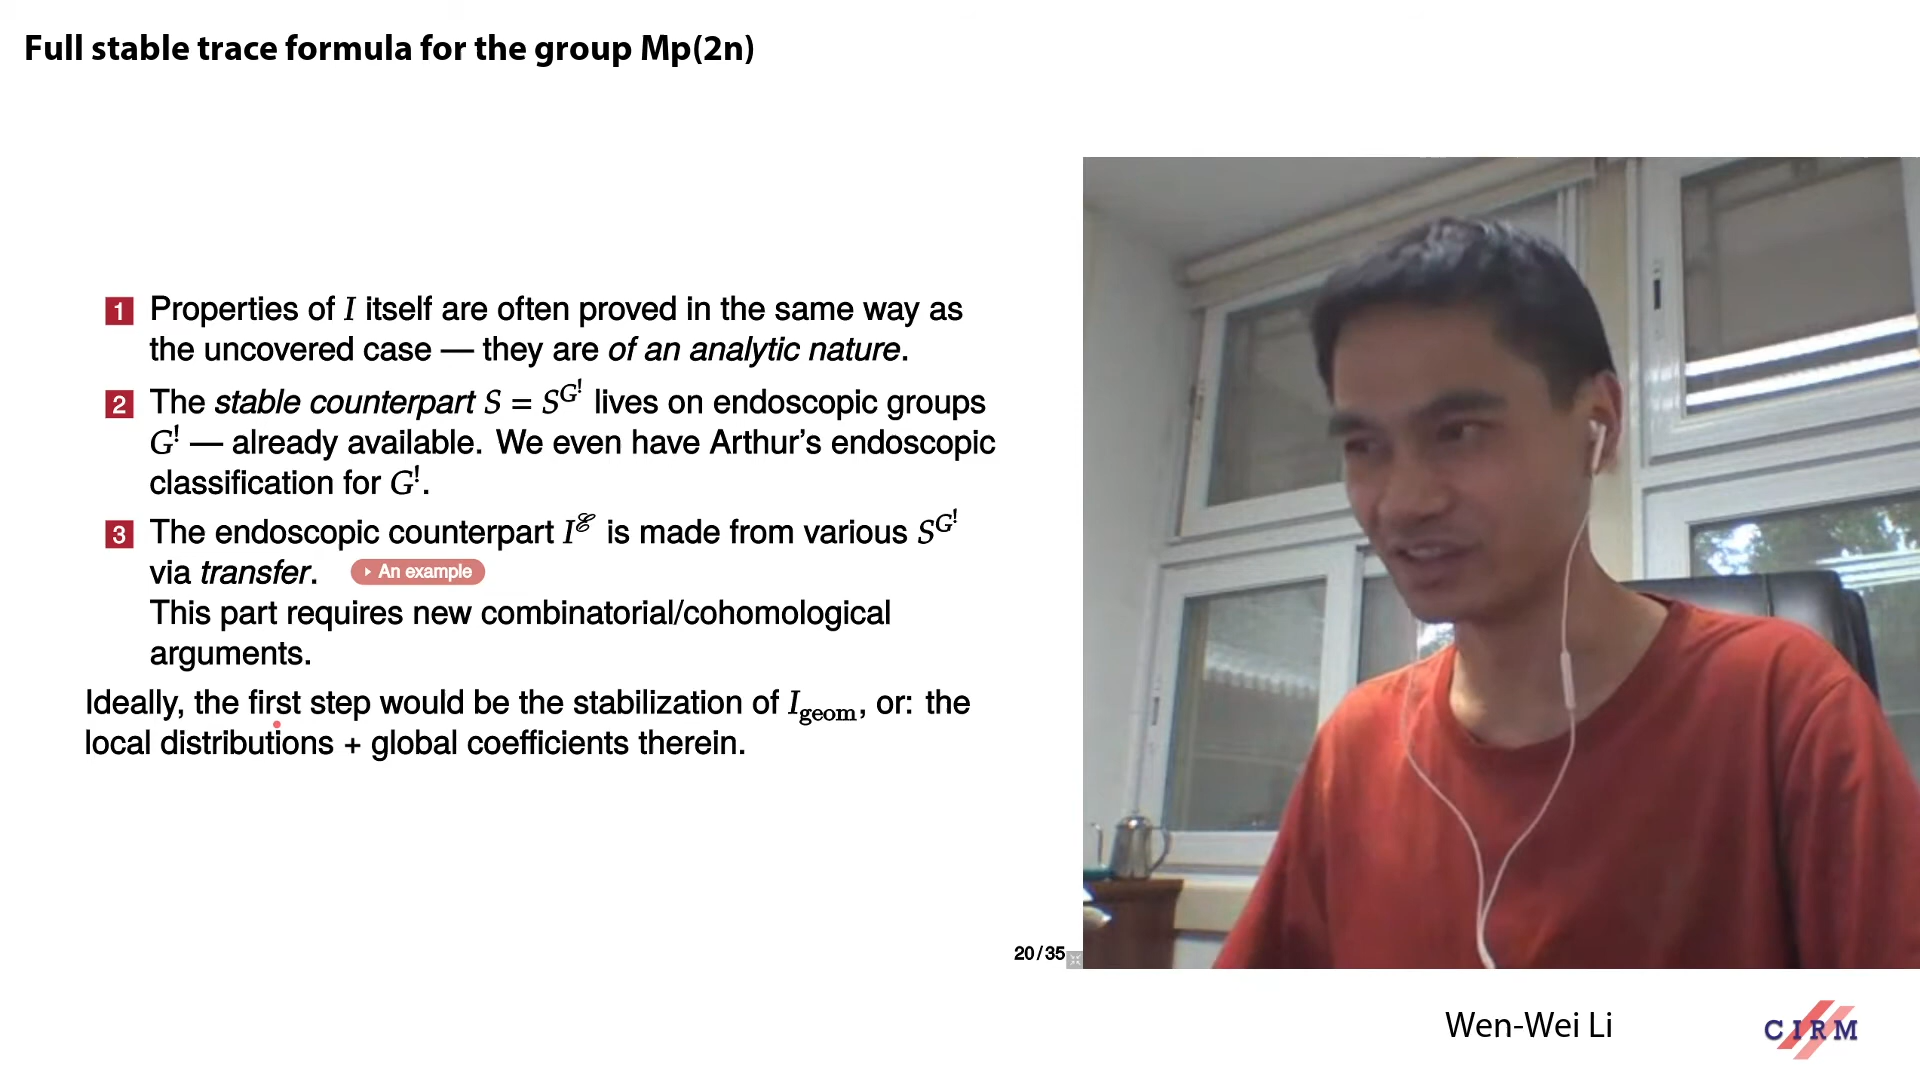 Full stable trace formula for the group Mp(2n)
1 Properties of I itself are often proved in the same way as
the uncovered case — they are of an analytic nature.
2 The stable counterpart S = S^{G^!} lives on endoscopic groups
G^! — already available. We even have Arthur's endoscopic
classification for G^!.
3 The endoscopic counterpart I^ℰ is made from various S^{G^!}
via transfer. ▸ An example
This part requires new combinatorial/cohomological
arguments.
Ideally, the first step would be the stabilization of I_geom, or: the
local distributions + global coefficients therein.
20/35
Wen-Wei Li
CIRM